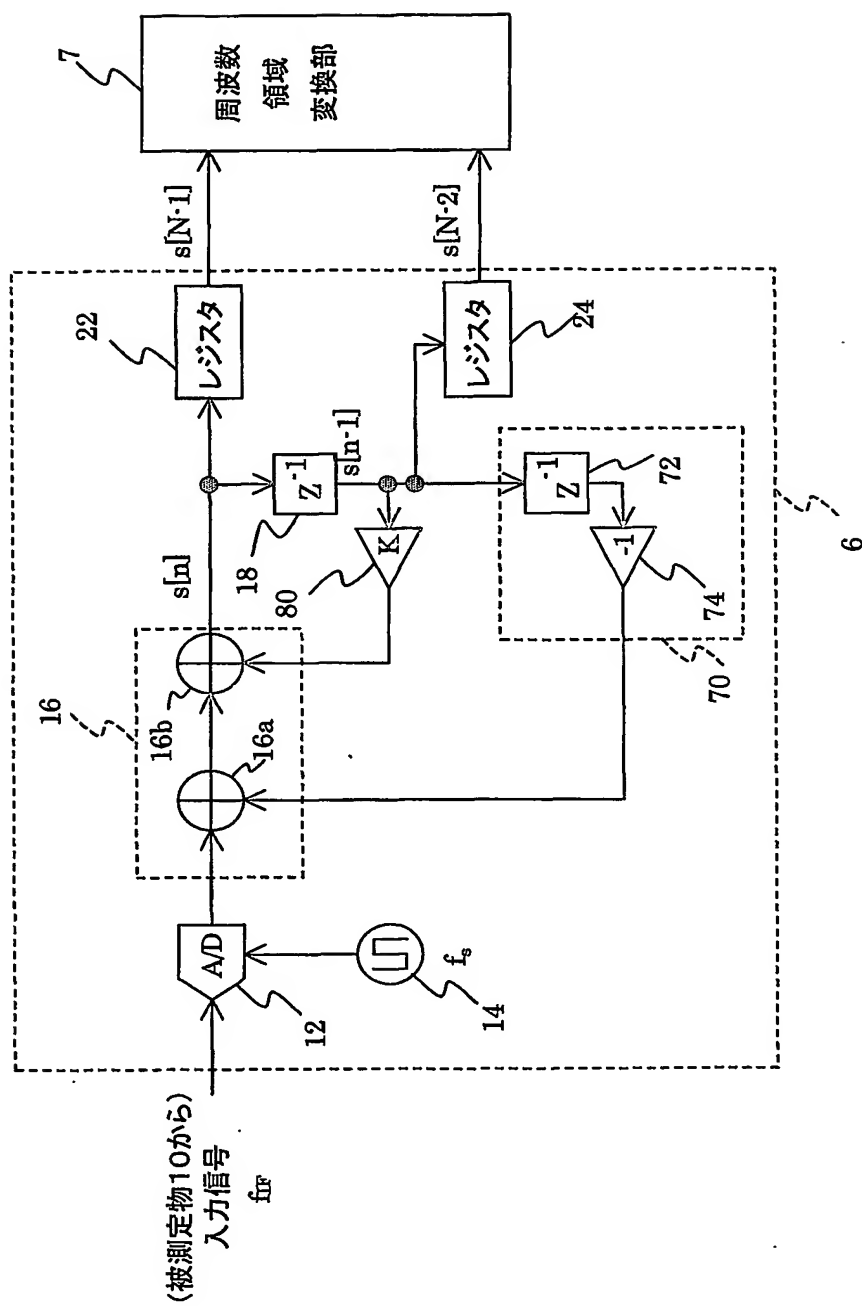 (被測定物10から)
入力信号
fIF
12
A/D
14
fs
16
16a
16b
s[n]
18
Z-1
s[n-1]
80
K
22
レジスタ
s[N-1]
24
レジスタ
s[N-2]
70
72
Z-1
74
-1
6
7
周波数
領域
変換部